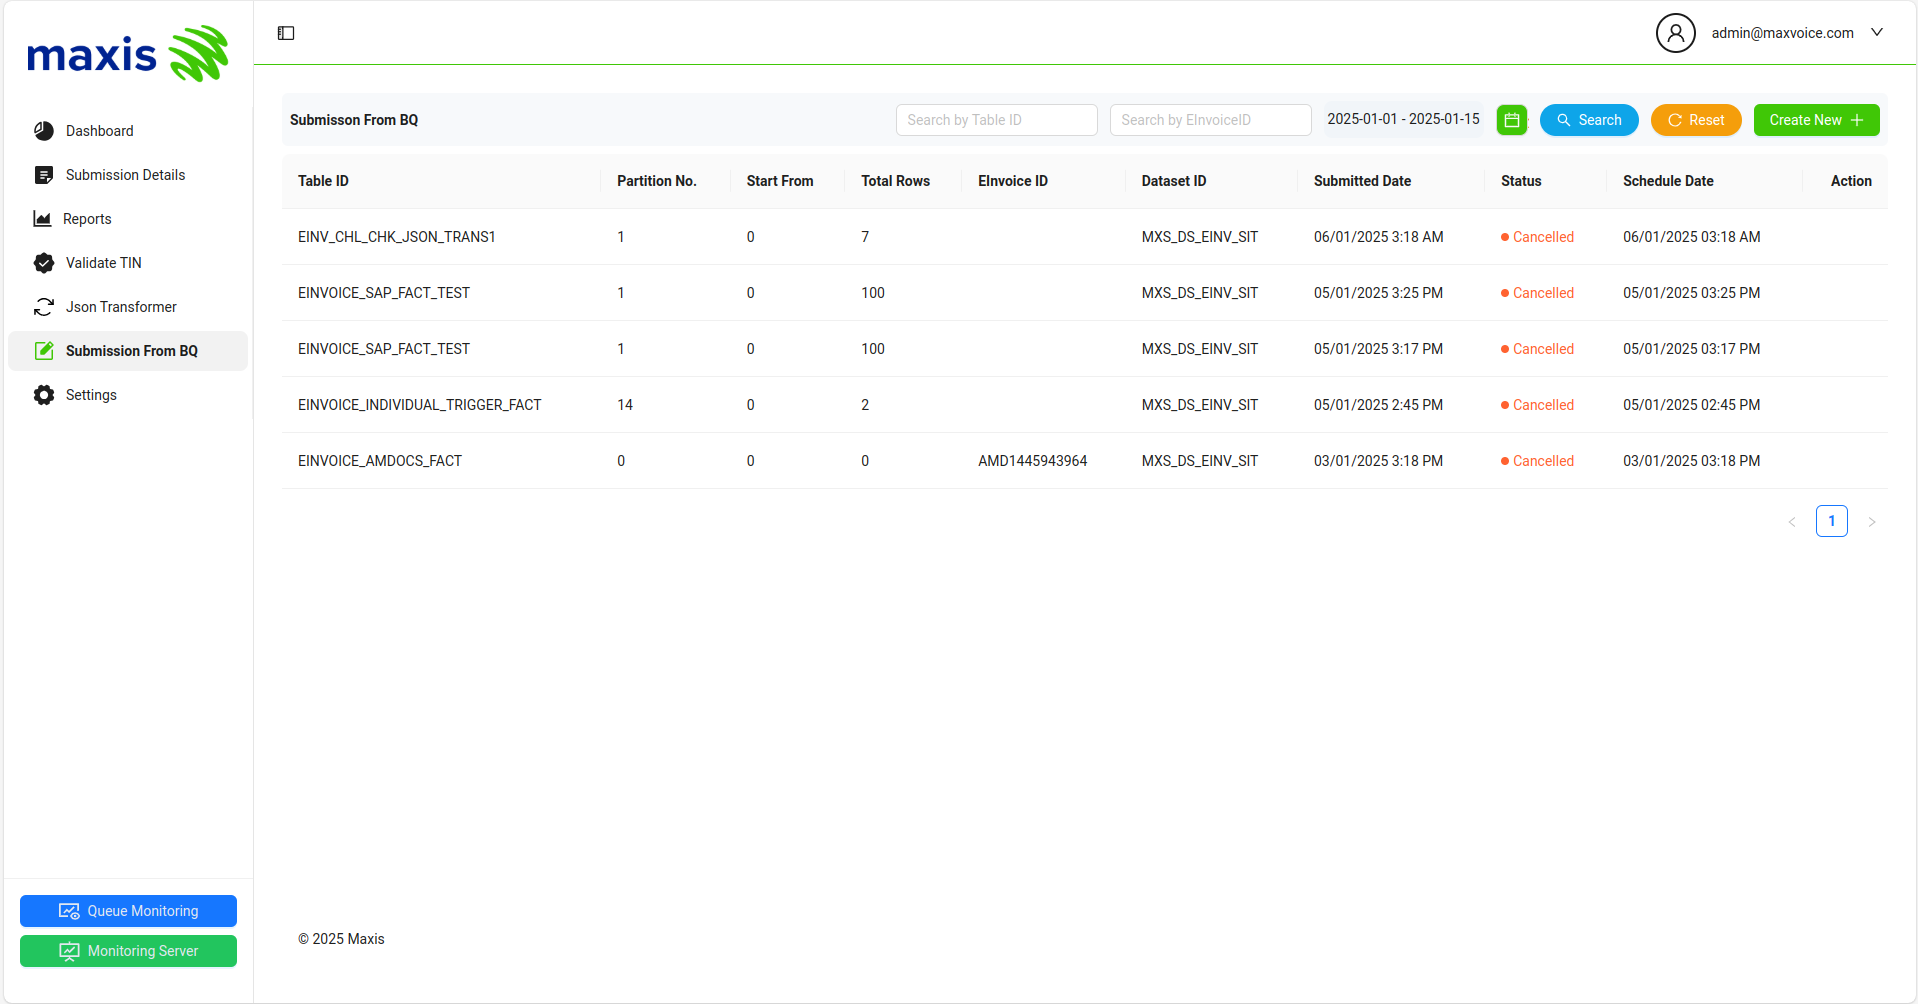 maxis
admin@maxvoice.com
Dashboard
Submission Details
Reports
Validate TIN
Json Transformer
Submission From BQ
Settings
Submisson From BQ Search by Table ID Search by EInvoiceID 2025-01-01 - 2025-01-15 Search Reset Create New
Table ID Partition No. Start From Total Rows EInvoice ID Dataset ID Submitted Date Status Schedule Date Action
EINV_CHL_CHK_JSON_TRANS1 1 0 7 MXS_DS_EINV_SIT 06/01/2025 3:18 AM Cancelled 06/01/2025 03:18 AM
EINVOICE_SAP_FACT_TEST 1 0 100 MXS_DS_EINV_SIT 05/01/2025 3:25 PM Cancelled 05/01/2025 03:25 PM
EINVOICE_SAP_FACT_TEST 1 0 100 MXS_DS_EINV_SIT 05/01/2025 3:17 PM Cancelled 05/01/2025 03:17 PM
EINVOICE_INDIVIDUAL_TRIGGER_FACT 14 0 2 MXS_DS_EINV_SIT 05/01/2025 2:45 PM Cancelled 05/01/2025 02:45 PM
EINVOICE_AMDOCS_FACT 0 0 0 AMD1445943964 MXS_DS_EINV_SIT 03/01/2025 3:18 PM Cancelled 03/01/2025 03:18 PM
1
Queue Monitoring
Monitoring Server
© 2025 Maxis